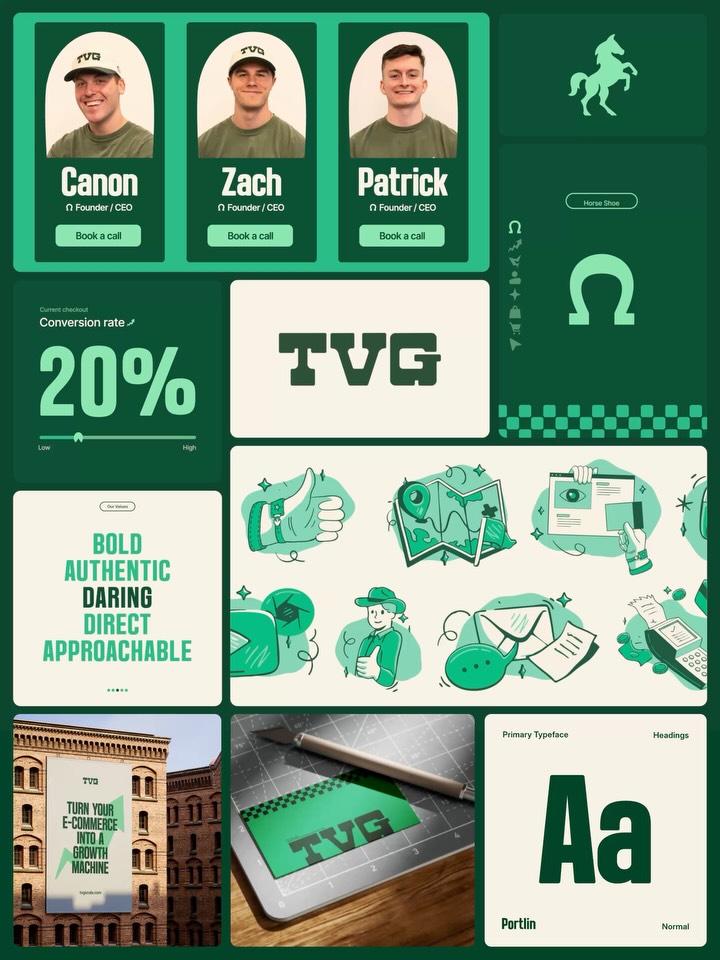 TVG
Canon
Founder / CEO
Book a call
TVG
Zach
Founder / CEO
Book a call
Patrick
Founder / CEO
Book a call
Horse Shoe
Current checkout
Conversion rate
20%
Low
High
TVG
Our Values
BOLD
AUTHENTIC
DARING
DIRECT
APPROACHABLE
TVG
TURN YOUR
E-COMMERCE
INTO A
GROWTH
MACHINE
TVG
Primary Typeface
Headings
Aa
Portlin
Normal